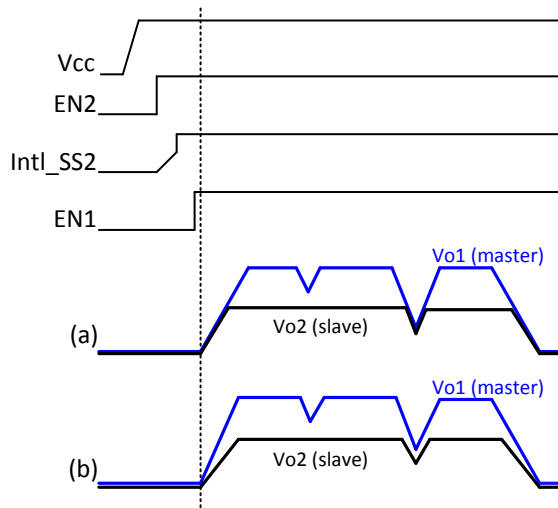 Vcc
EN2
Intl_SS2
EN1
Vo1 (master)
(a)
Vo2 (slave)
Vo1 (master)
(b)
Vo2 (slave)